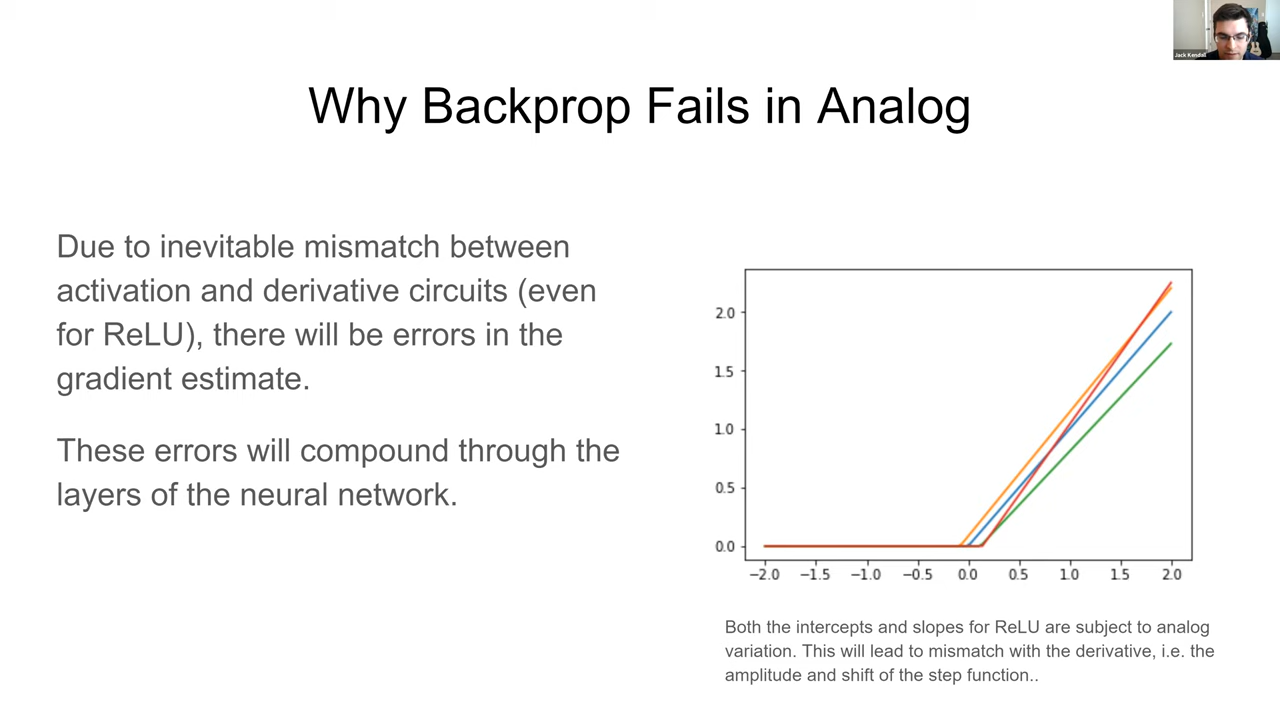 Jack Kendall
Why Backprop Fails in Analog
Due to inevitable mismatch between
activation and derivative circuits (even
for ReLU), there will be errors in the
gradient estimate.
These errors will compound through the
layers of the neural network.
2.0
1.5
1.0
0.5
0.0
−2.0 −1.5 −1.0 −0.5 0.0 0.5 1.0 1.5 2.0
Both the intercepts and slopes for ReLU are subject to analog
variation. This will lead to mismatch with the derivative, i.e. the
amplitude and shift of the step function..